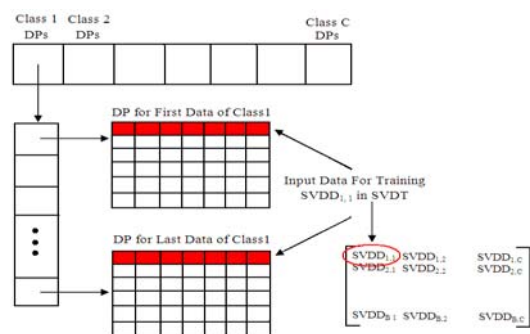 Class 1 Class 2 Class C
DPs DPs DPs
DP for First Data of Class1
Input Data For Training
SVDD1,1 in SVDT
DP for Last Data of Class1
SVDD1,1 SVDD1,2 SVDD1,C
SVDD2,1 SVDD2,2 SVDD2,C
SVDDB,1 SVDDB,2 SVDDB,C